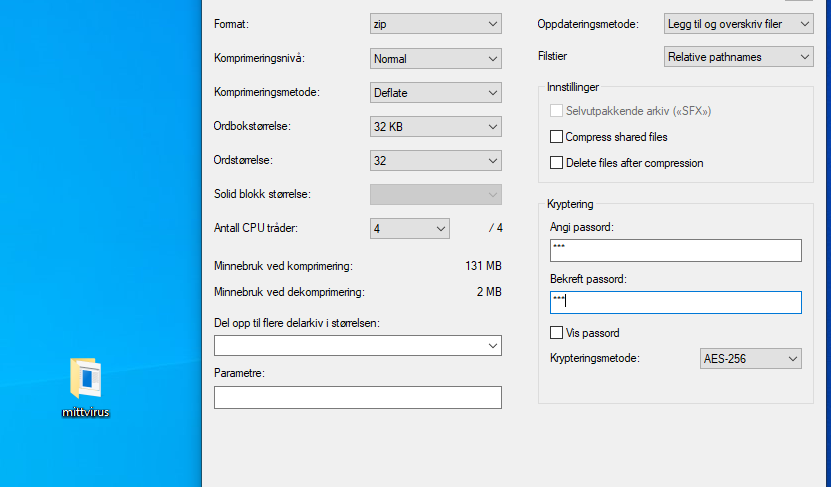 Format:
zip
Komprimeringsnivå:
Normal
Komprimeringsmetode:
Deflate
Ordbokstørrelse:
32 KB
Ordstørrelse:
32
Solid blokk størrelse:
Antall CPU tråder:
4
/ 4
Minnebruk ved komprimering:
131 MB
Minnebruk ved dekomprimering:
2 MB
Del opp til flere delarkiv i størrelsen:
Parametre:
Oppdateringsmetode:
Legg til og overskriv filer
Filstier
Relative pathnames
Innstillinger
Selvutpakkende arkiv («SFX»)
Compress shared files
Delete files after compression
Kryptering
Angi passord:
***
Bekreft passord:
***
Vis passord
Krypteringsmetode:
AES-256
mittvirus